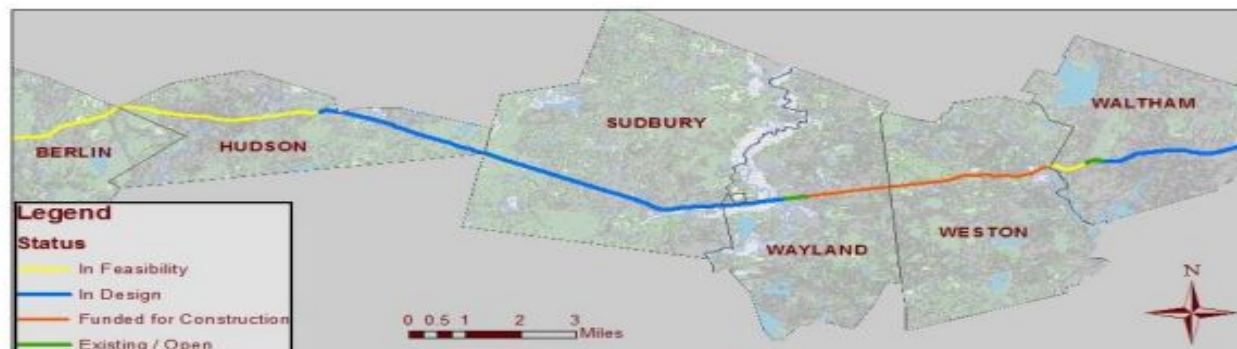 WALTHAM
SUDBURY
BERLIN
HUDSON
WESTON
WAYLAND
Legend
Status
In Feasibility
In Design
Funded for Construction
Existing / Open
0 0.5 1 2 3
Miles
N